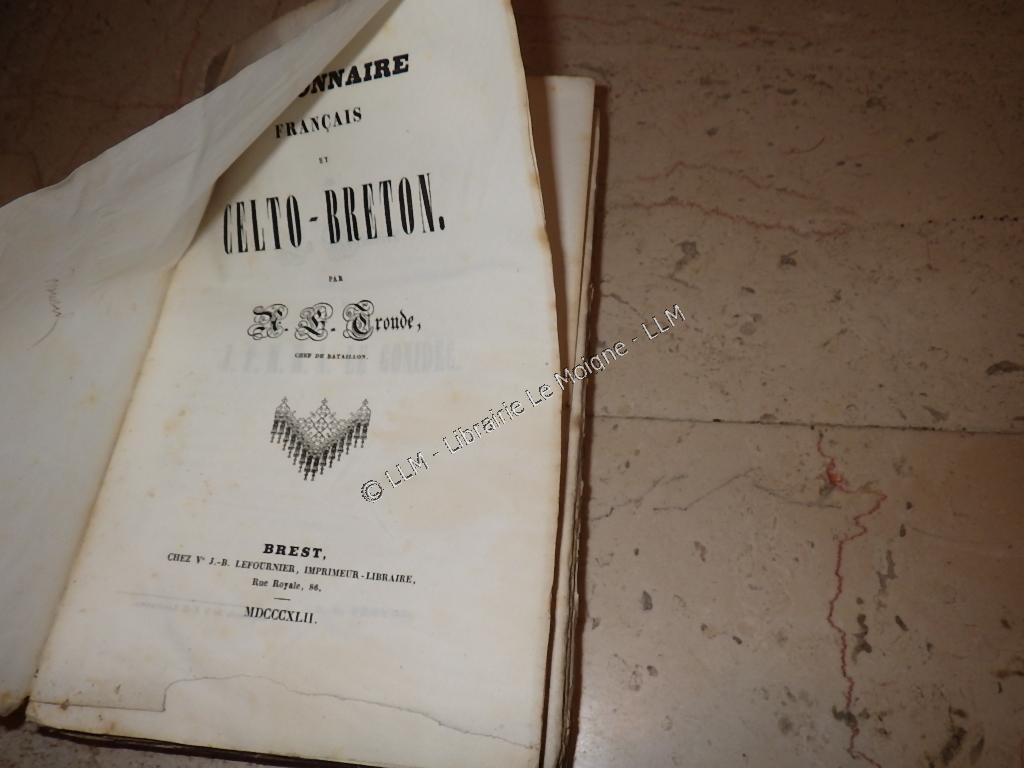 ONNAIRE
FRANÇAIS
ET
CELTO-BRETON.
PAR
A. E. Troude,
CHEF DE BATAILLON.
BREST,
CHEZ Ve J.-B. LEFOURNIER, IMPRIMEUR-LIBRAIRE,
Rue Royale, 86.
MDCCCXLII.
© LLM - Librairie Le Moigne - LLM